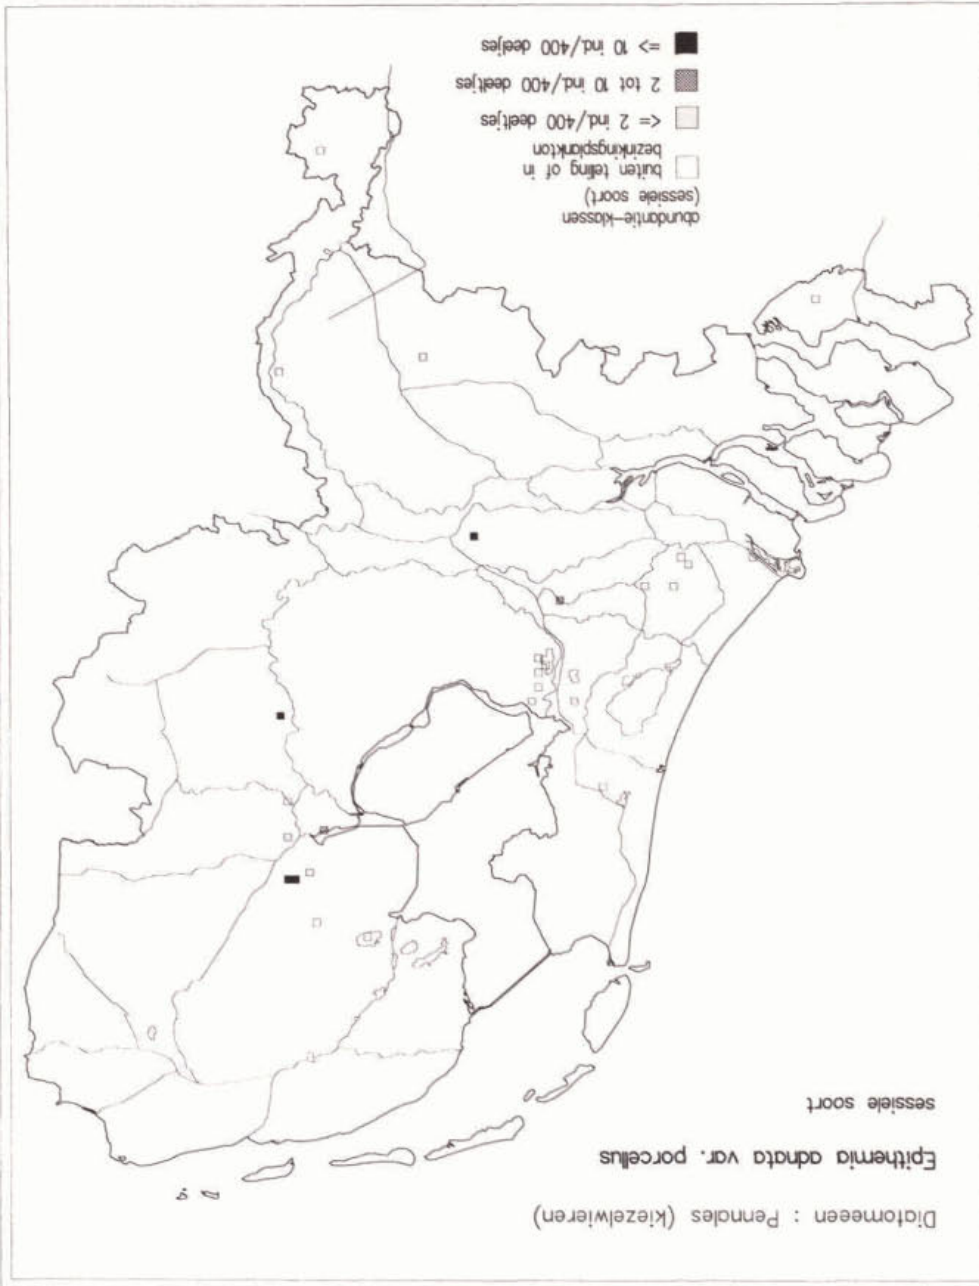 Diatomeeen : Pennales (kiezelwieren)
Epithemia adnata var. porcellus
sessiele soort
abundantie-klassen
(sessiele soort)
buiten telling of in
bezinkingsplankton
<= 2 ind./400 deeltjes
2 tot 10 ind./400 deeltjes
=> 10 ind./400 deeltjes